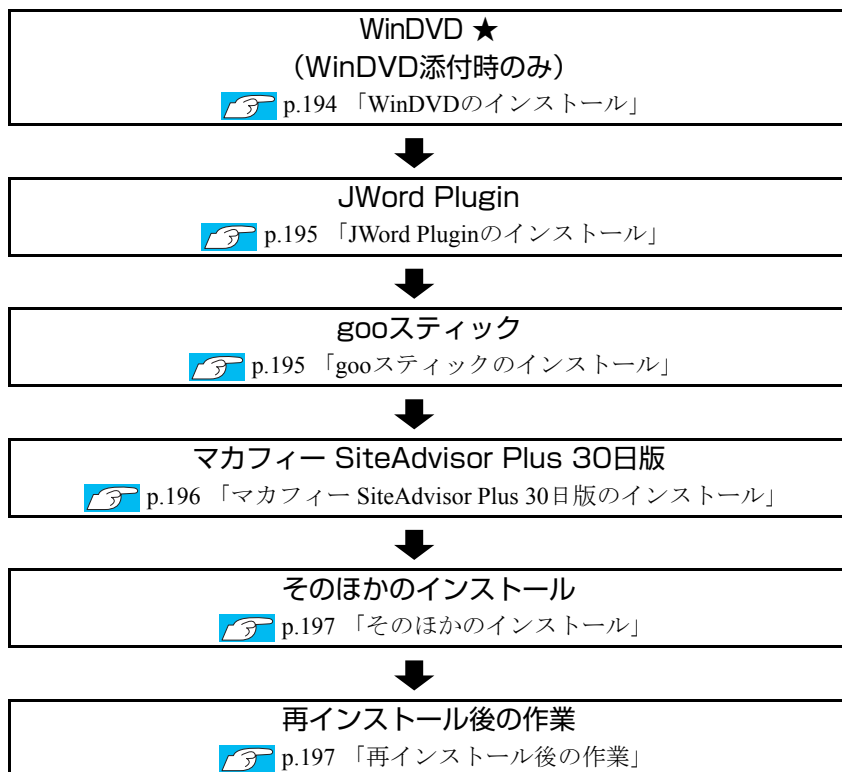 WinDVD ★
（WinDVD添付時のみ）
p.194 「WinDVDのインストール」
JWord Plugin
p.195 「JWord Pluginのインストール」
gooスティック
p.195 「gooスティックのインストール」
マカフィー SiteAdvisor Plus 30日版
p.196 「マカフィー SiteAdvisor Plus 30日版のインストール」
そのほかのインストール
p.197 「そのほかのインストール」
再インストール後の作業
p.197 「再インストール後の作業」